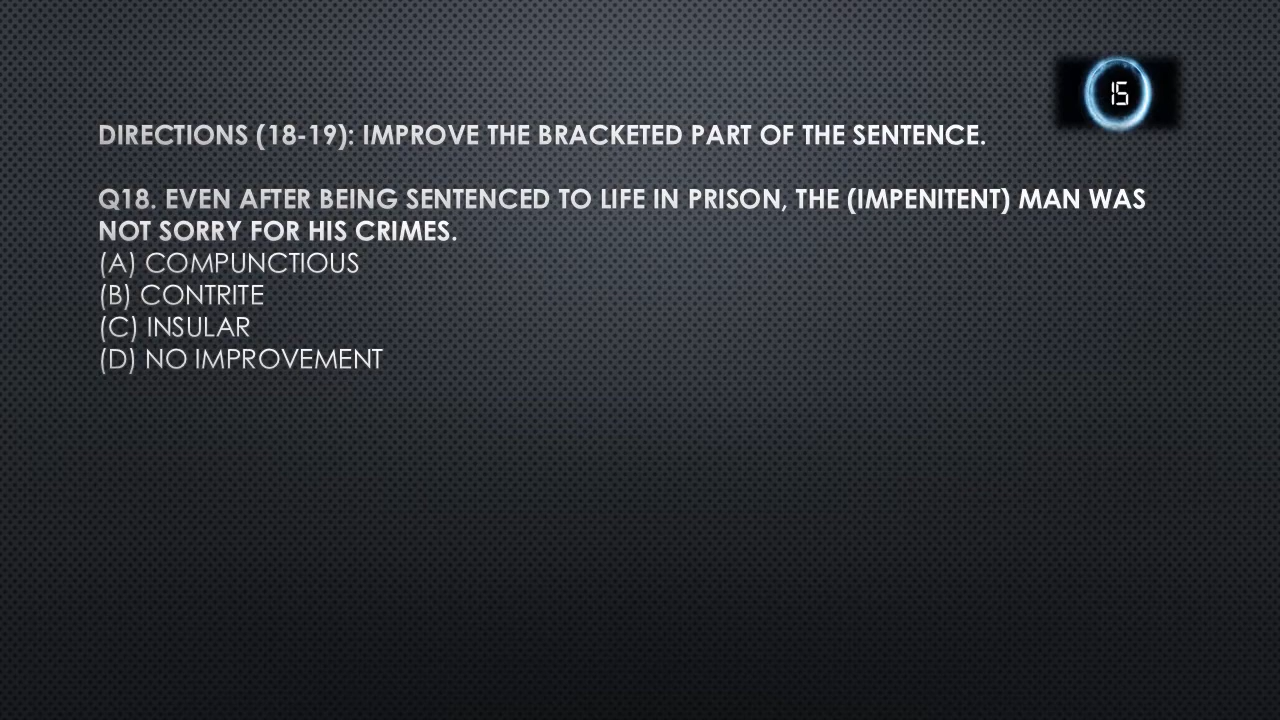 15
DIRECTIONS (18-19): IMPROVE THE BRACKETED PART OF THE SENTENCE.
Q18. EVEN AFTER BEING SENTENCED TO LIFE IN PRISON, THE (IMPENITENT) MAN WAS
NOT SORRY FOR HIS CRIMES.
(A) COMPUNCTIOUS
(B) CONTRITE
(C) INSULAR
(D) NO IMPROVEMENT